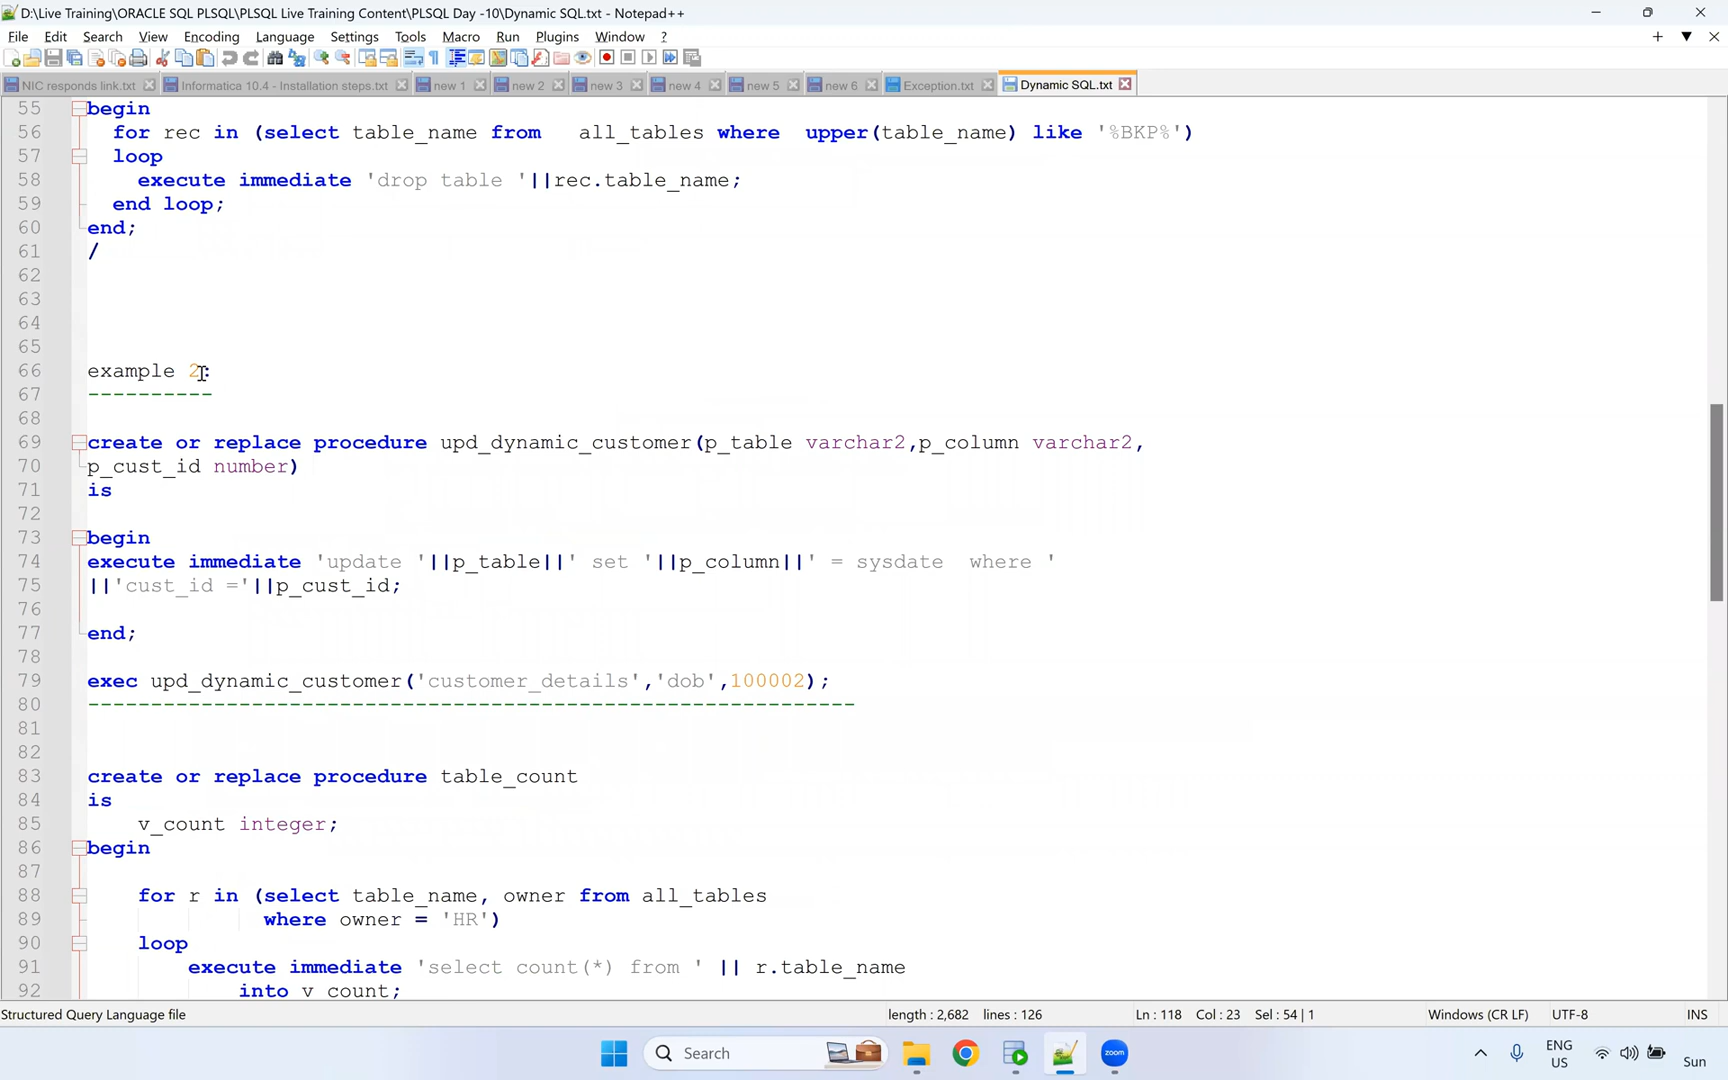 D:\Live Training\ORACLE SQL PLSQL\PLSQL Live Training Content\PLSQL Day -10\Dynamic SQL.txt - Notepad++
File Edit Search View Encoding Language Settings Tools Macro Run Plugins Window ?
NIC responds link.txt Informatica 10.4 - Installation steps.txt new 1 new 2 new 3 new 4 new 5 new 6 Exception.txt Dynamic SQL.txt
55 begin
56 for rec in (select table_name from all_tables where upper(table_name) like '%BKP%')
57 loop
58 execute immediate 'drop table '||rec.table_name;
59 end loop;
60 end;
61 /
62
63
64
65
66 example 2:
67 ----------
68
69 create or replace procedure upd_dynamic_customer(p_table varchar2,p_column varchar2,
70 p_cust_id number)
71 is
72
73 begin
74 execute immediate 'update '||p_table||' set '||p_column||' = sysdate  where '
75 ||'cust_id ='||p_cust_id;
76
77 end;
78
79 exec upd_dynamic_customer('customer_details','dob',100002);
80 -------------------------------------------------------------
81
82
83 create or replace procedure table_count
84 is
85 v_count integer;
86 begin
87
88 for r in (select table_name, owner from all_tables
89 where owner = 'HR')
90 loop
91 execute immediate 'select count(*) from ' || r.table_name
92 into v_count;
Structured Query Language file length : 2,682 lines : 126 Ln : 118 Col : 23 Sel : 54 | 1 Windows (CR LF) UTF-8 INS
Search zoom ENG US Sun